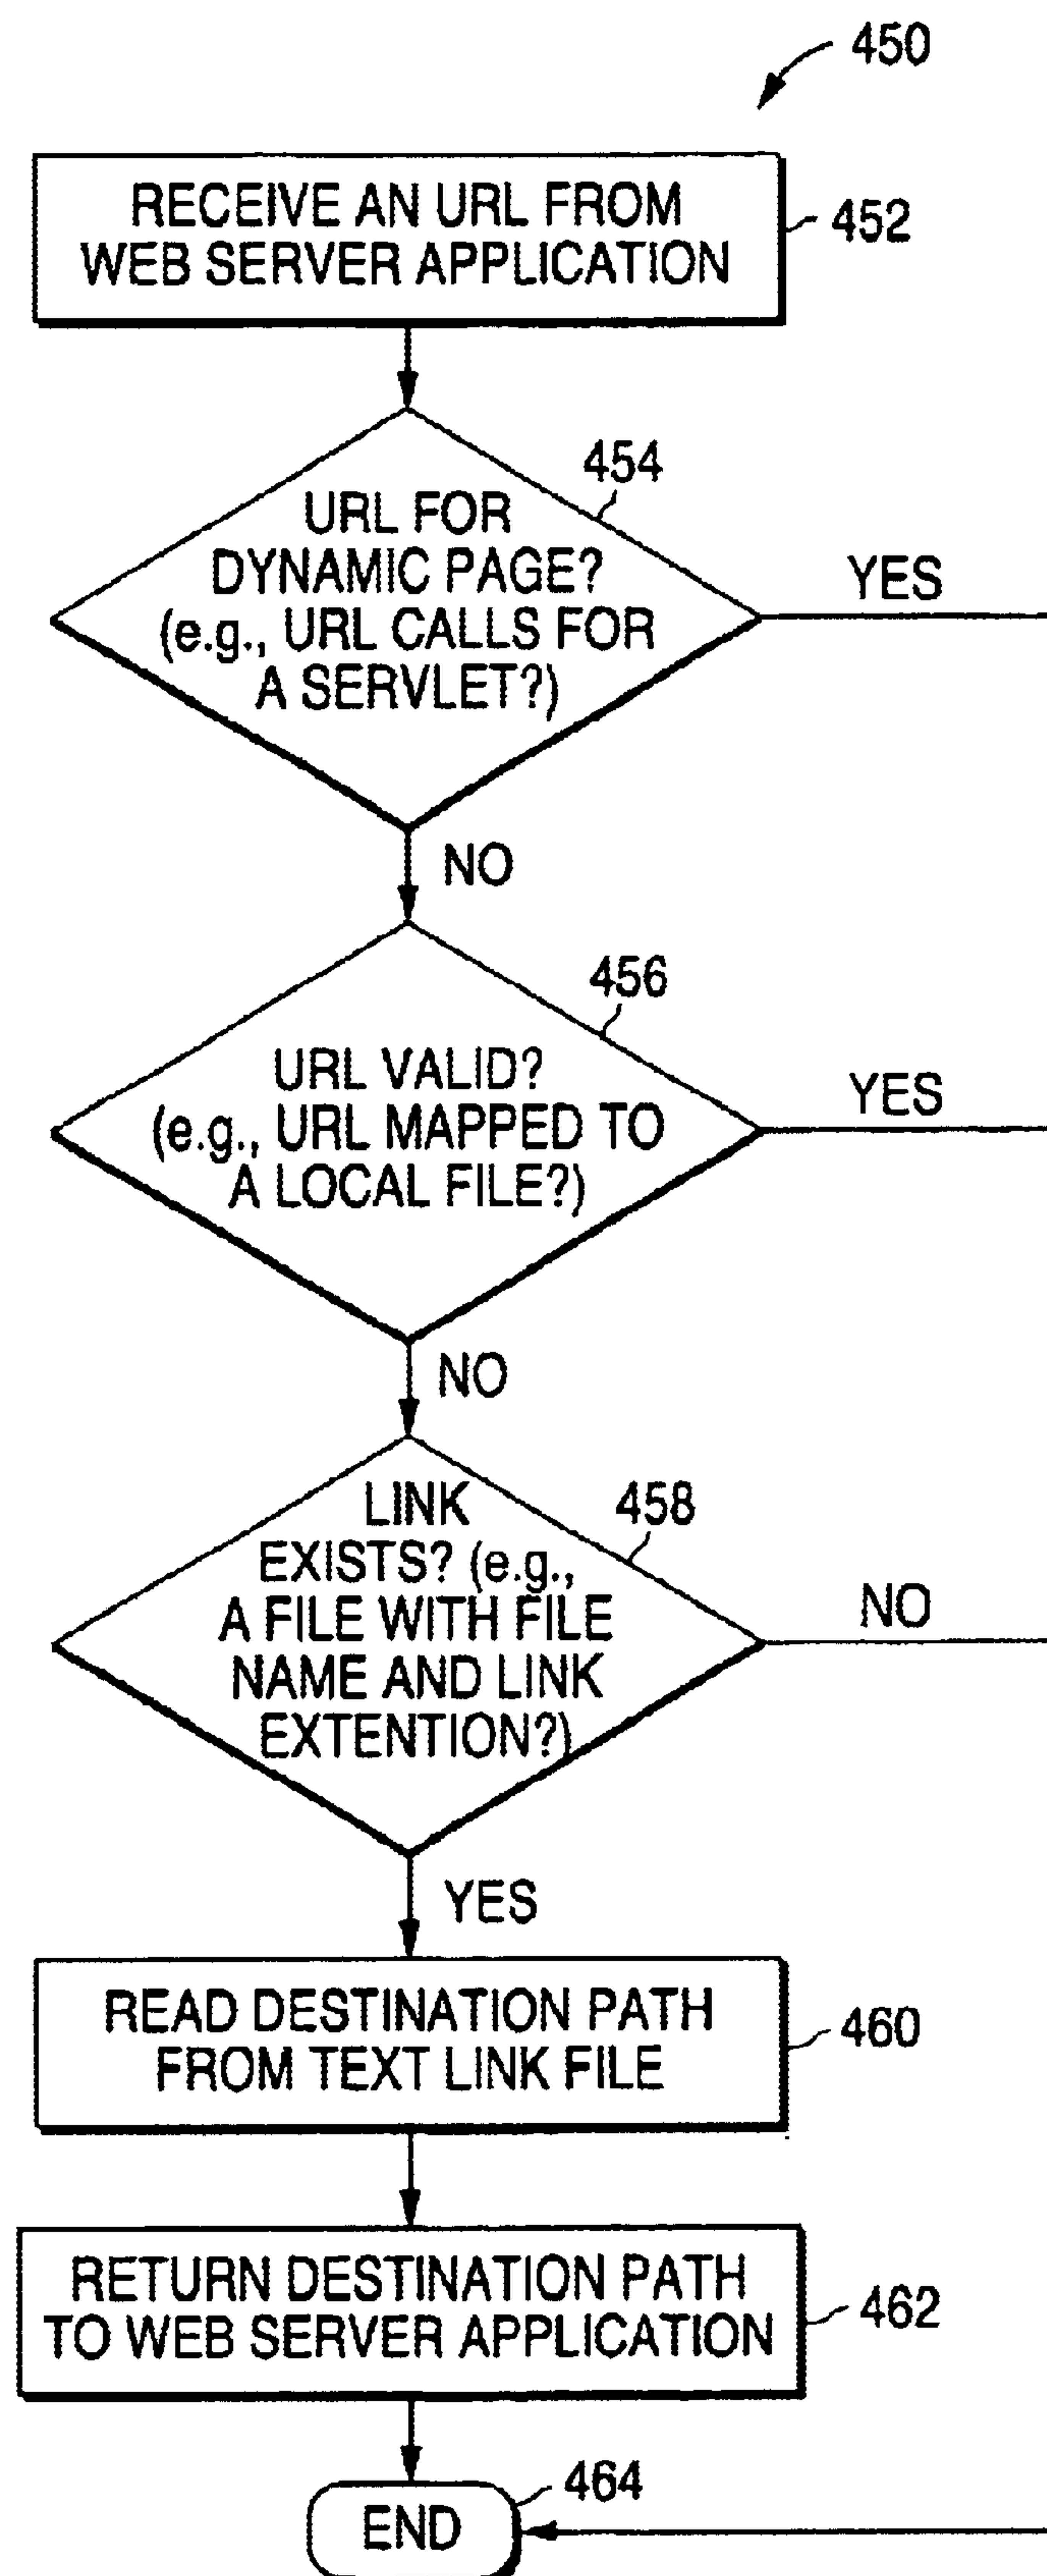 450
RECEIVE AN URL FROM
WEB SERVER APPLICATION
452
454
URL FOR
DYNAMIC PAGE?
(e.g., URL CALLS FOR
A SERVLET?)
YES
NO
456
URL VALID?
(e.g., URL MAPPED TO
A LOCAL FILE?)
YES
NO
458
LINK
EXISTS? (e.g.,
A FILE WITH FILE
NAME AND LINK
EXTENTION?)
NO
YES
READ DESTINATION PATH
FROM TEXT LINK FILE
460
RETURN DESTINATION PATH
TO WEB SERVER APPLICATION
462
464
END